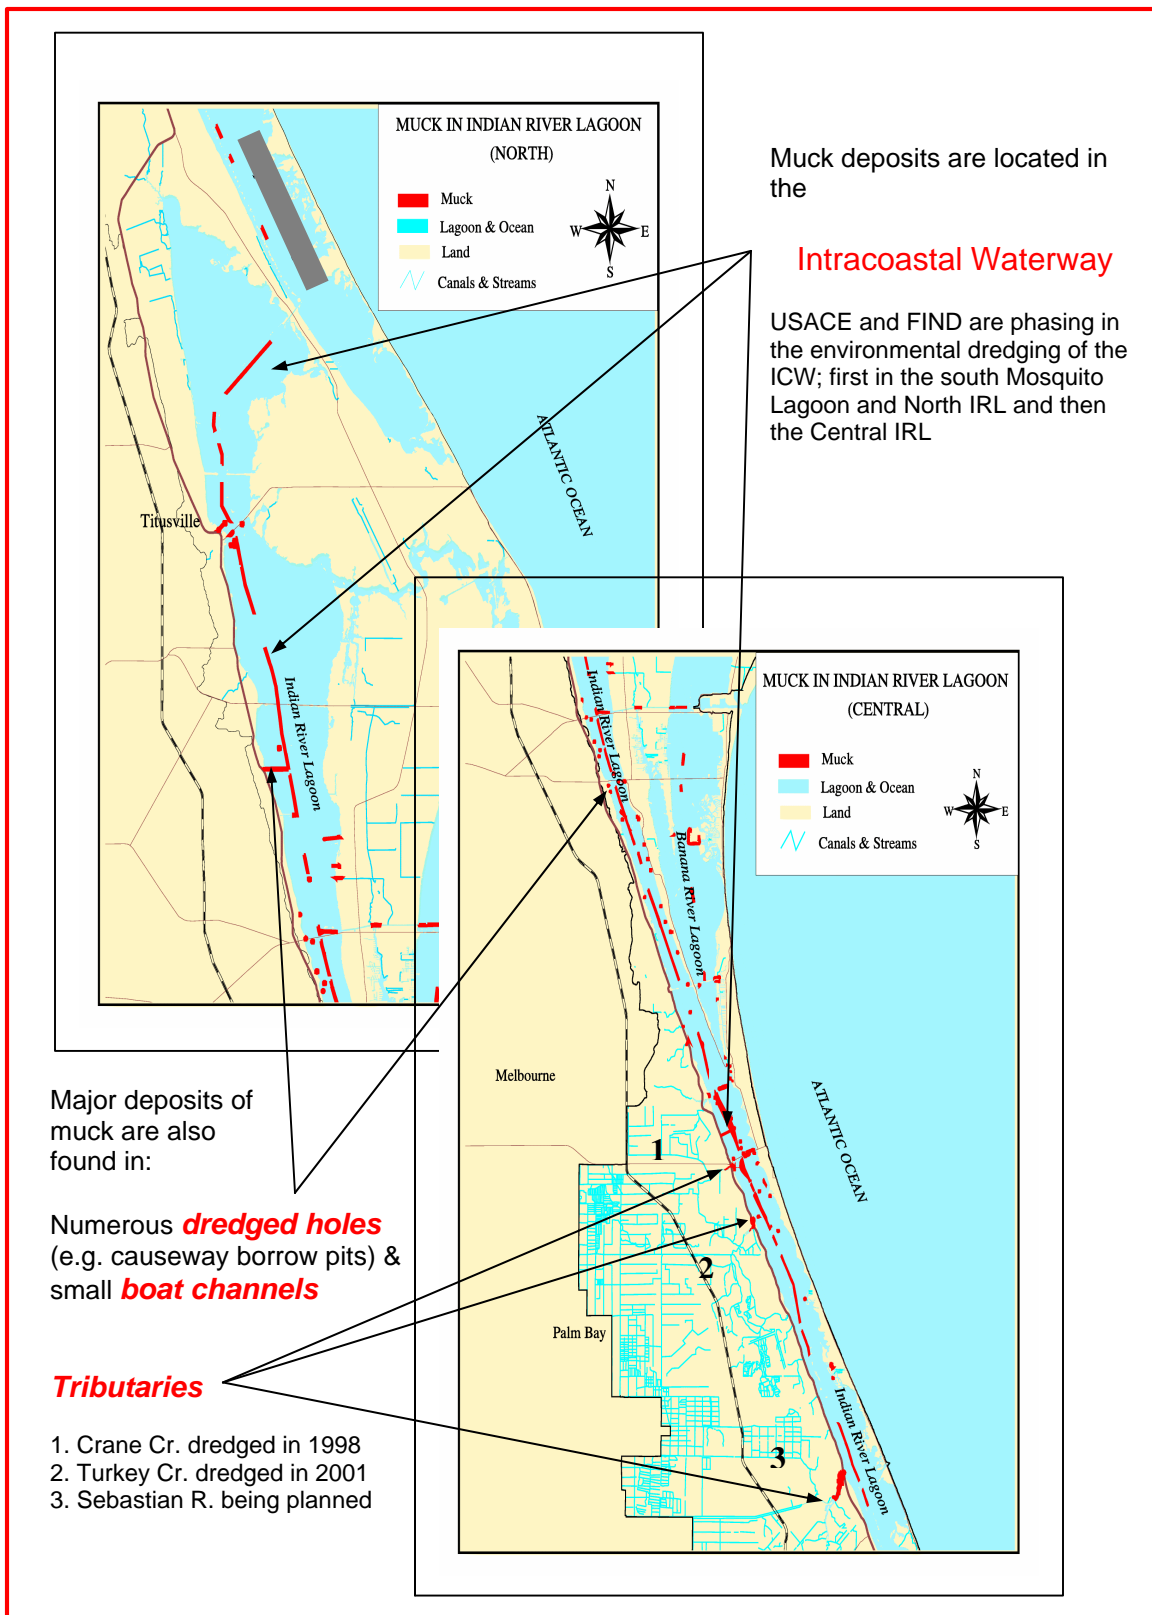 MUCK IN INDIAN RIVER LAGOON
(NORTH)
Muck
Lagoon & Ocean
Land
Canals & Streams
N
W
E
S
Titusville
Indian River Lagoon
ATLANTIC OCEAN
Muck deposits are located in
the
Intracoastal Waterway
USACE and FIND are phasing in
the environmental dredging of the
ICW; first in the south Mosquito
Lagoon and North IRL and then
the Central IRL
MUCK IN INDIAN RIVER LAGOON
(CENTRAL)
Muck
Lagoon & Ocean
Land
Canals & Streams
N
W
E
S
Indian River Lagoon
Banana River Lagoon
Melbourne
ATLANTIC OCEAN
1
2
Palm Bay
3
Indian River Lagoon
Major deposits of
muck are also
found in:
Numerous dredged holes
(e.g. causeway borrow pits) &
small boat channels
Tributaries
1. Crane Cr. dredged in 1998
2. Turkey Cr. dredged in 2001
3. Sebastian R. being planned